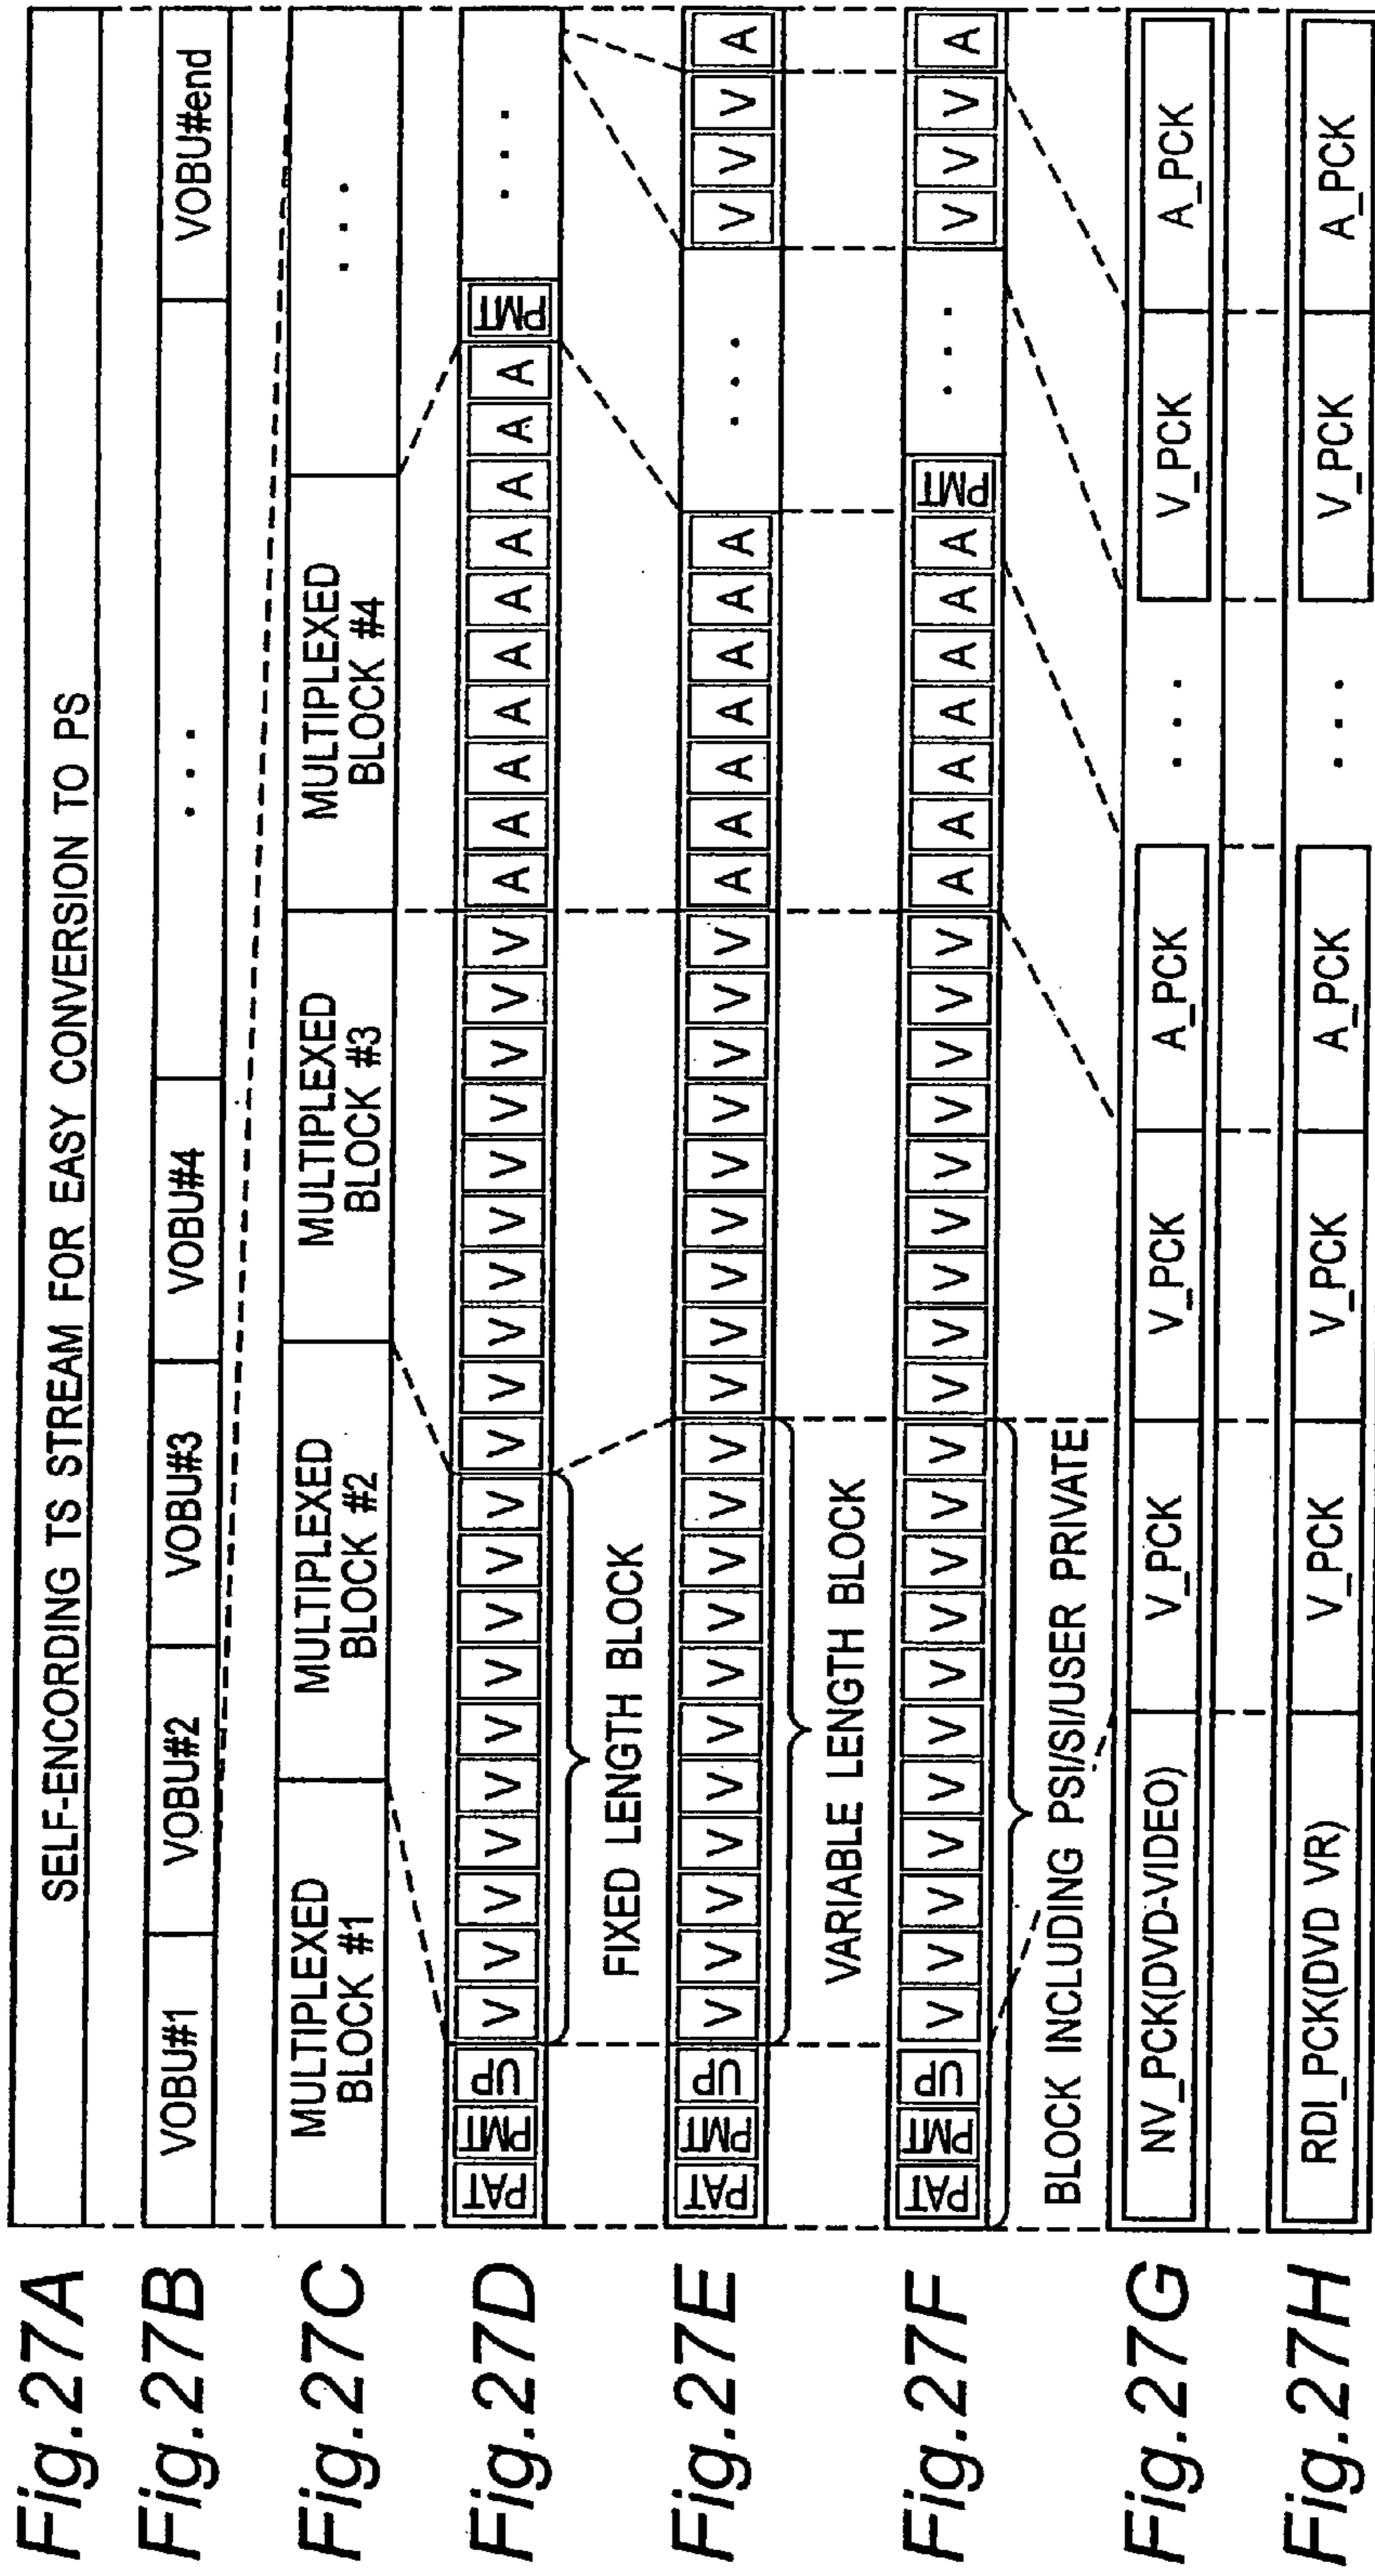 Fig.27A SELF-ENCORDING TS STREAM FOR EASY CONVERSION TO PS
Fig.27B VOBU#1 VOBU#2 VOBU#3 VOBU#4 ... VOBU#end
Fig.27C MULTIPLEXED BLOCK #1 MULTIPLEXED BLOCK #2 MULTIPLEXED BLOCK #3 MULTIPLEXED BLOCK #4 ...
Fig.27D PAT PMT UP V V V V V V V V V V V V V V V V V V V V A A A A A A A A A A PMT ...
FIXED LENGTH BLOCK
Fig.27E PAT PMT UP V V V V V V V V V V V V V V V V V V V V A A A A A A A ... V V V A
VARIABLE LENGTH BLOCK
Fig.27F PAT PMT UP V V V V V V V V V V V V V V V V V V V V A A A A A A A PMT ... V V V A
BLOCK INCLUDING PSI/SI/USER PRIVATE
Fig.27G NV_PCK(DVD-VIDEO) V_PCK V_PCK A_PCK ... V_PCK A_PCK
Fig.27H RDI_PCK(DVD VR) V_PCK V_PCK A_PCK ... V_PCK A_PCK